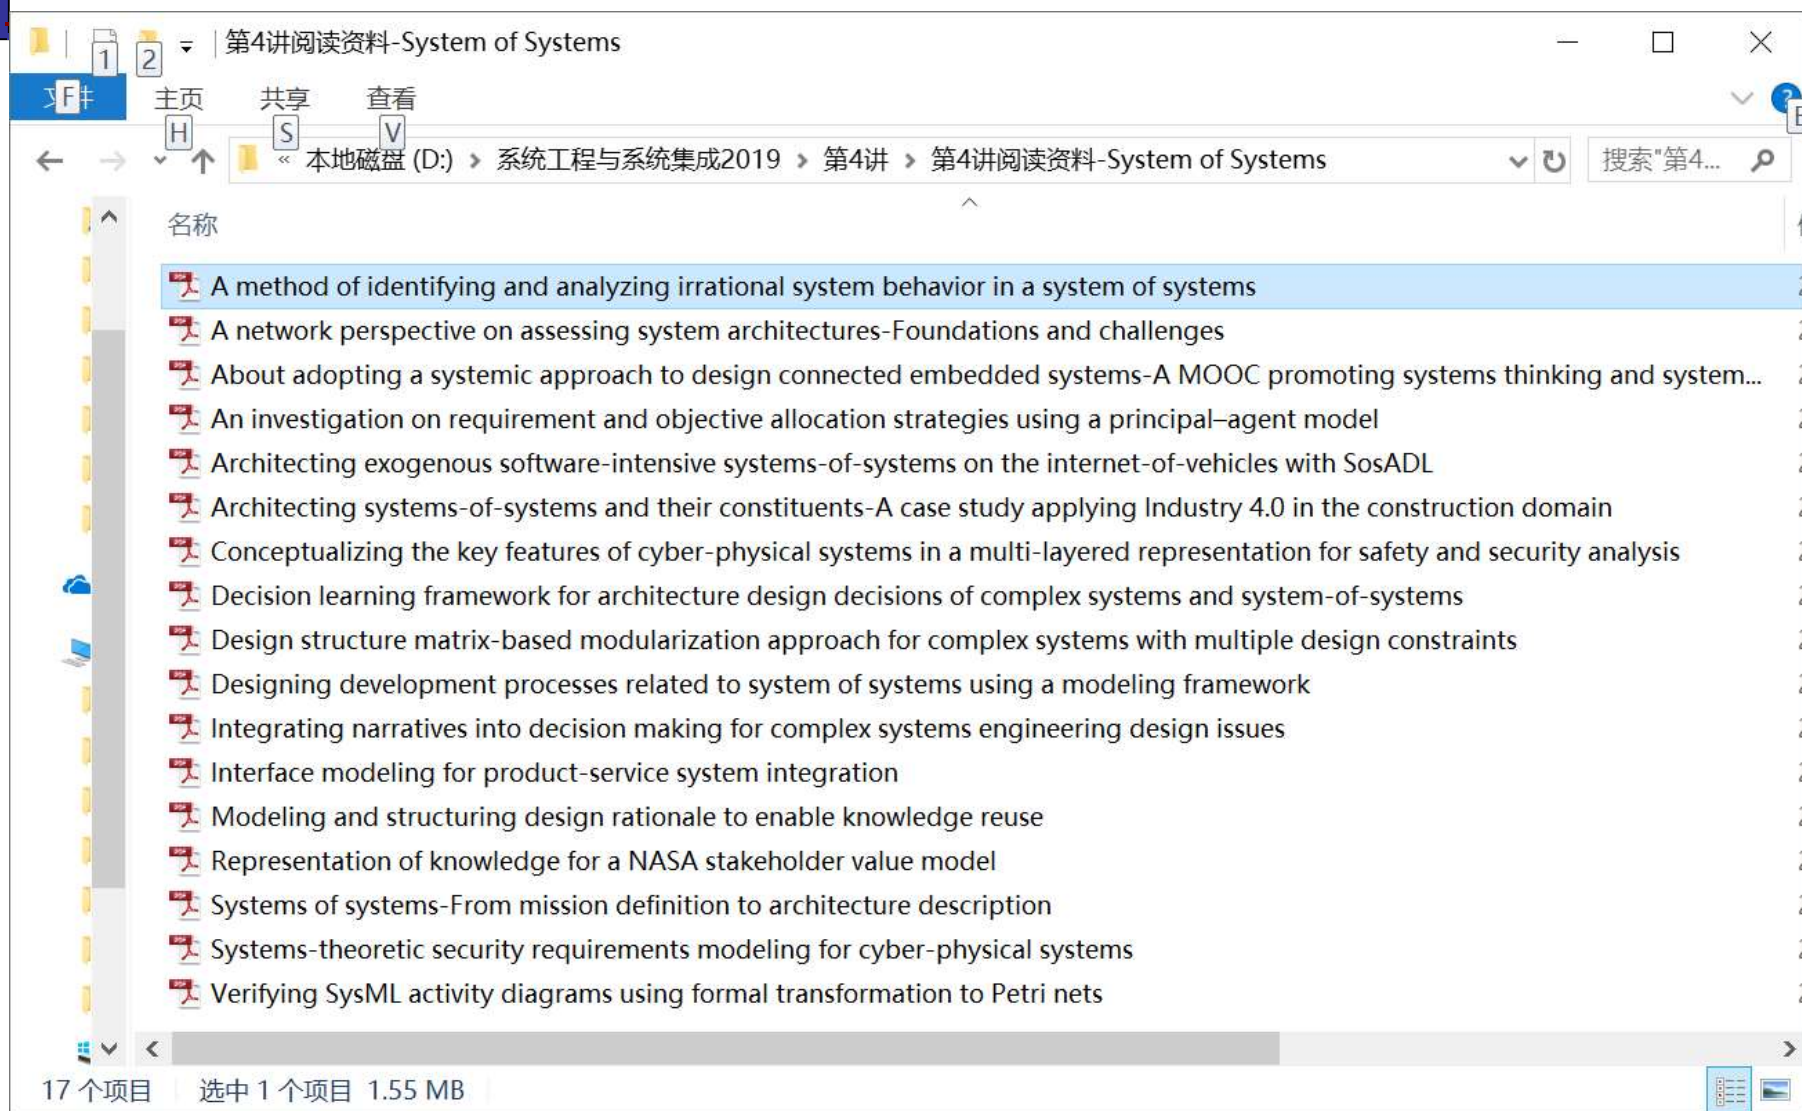 1 2 第4讲阅读资料-System of Systems
F 主页 共享 查看 ?
H S V
« 本地磁盘 (D:) 系统工程与系统集成2019 第4讲 第4讲阅读资料-System of Systems 搜索"第4...
名称
A method of identifying and analyzing irrational system behavior in a system of systems
A network perspective on assessing system architectures-Foundations and challenges
About adopting a systemic approach to design connected embedded systems-A MOOC promoting systems thinking and system...
An investigation on requirement and objective allocation strategies using a principal–agent model
Architecting exogenous software-intensive systems-of-systems on the internet-of-vehicles with SosADL
Architecting systems-of-systems and their constituents-A case study applying Industry 4.0 in the construction domain
Conceptualizing the key features of cyber-physical systems in a multi-layered representation for safety and security analysis
Decision learning framework for architecture design decisions of complex systems and system-of-systems
Design structure matrix-based modularization approach for complex systems with multiple design constraints
Designing development processes related to system of systems using a modeling framework
Integrating narratives into decision making for complex systems engineering design issues
Interface modeling for product-service system integration
Modeling and structuring design rationale to enable knowledge reuse
Representation of knowledge for a NASA stakeholder value model
Systems of systems-From mission definition to architecture description
Systems-theoretic security requirements modeling for cyber-physical systems
Verifying SysML activity diagrams using formal transformation to Petri nets
17 个项目 选中 1 个项目 1.55 MB